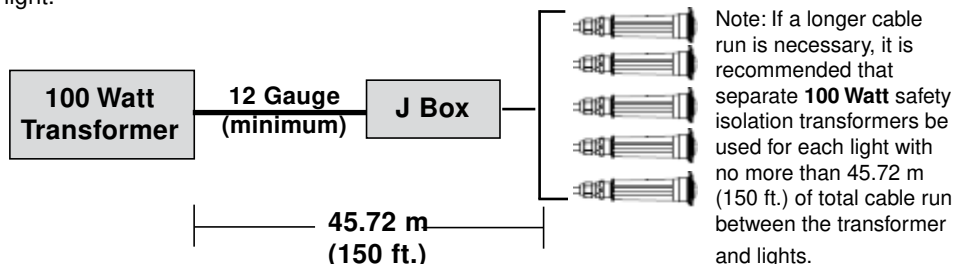 light.
100 Watt
Transformer
12 Gauge
(minimum)
J Box
45.72 m
(150 ft.)
Note: If a longer cable
run is necessary, it is
recommended that
separate 100 Watt safety
isolation transformers be
used for each light with
no more than 45.72 m
(150 ft.) of total cable run
between the transformer
and lights.